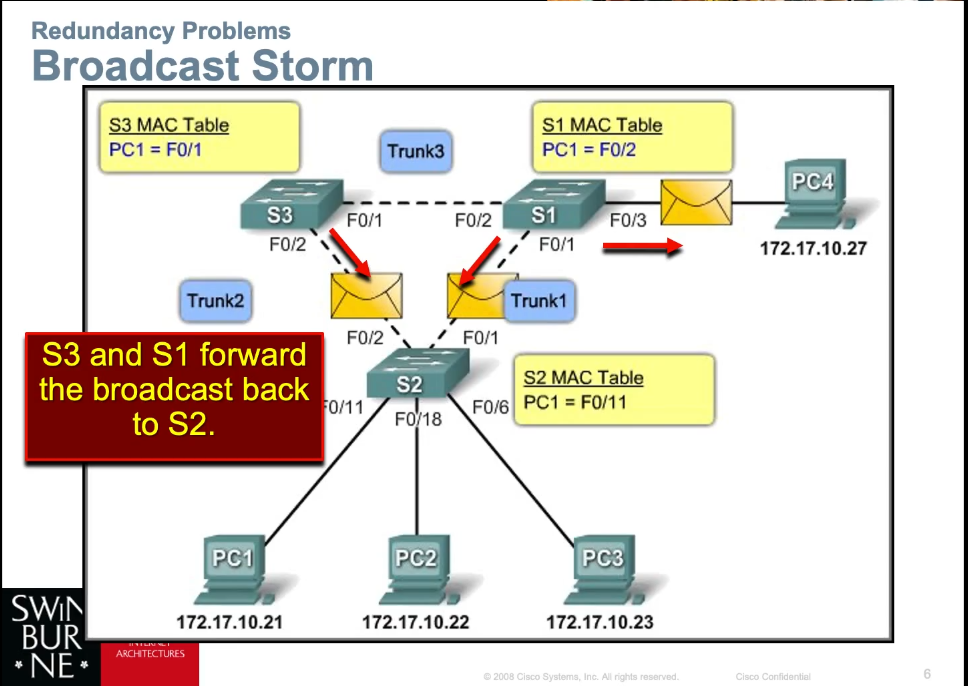 Redundancy Problems
Broadcast Storm
S3 MAC Table
PC1 = F0/1
Trunk3
S1 MAC Table
PC1 = F0/2
PC4
S3
F0/1
F0/2
S1
F0/3
F0/2
F0/1
172.17.10.27
Trunk2
Trunk1
F0/2
F0/1
S3 and S1 forward
the broadcast back
to S2.
S2
S2 MAC Table
PC1 = F0/11
F0/11
F0/18
F0/6
PC1
PC2
PC3
172.17.10.21
172.17.10.22
172.17.10.23
SWIN
BUR
* NE *
ARCHITECTURES
© 2008 Cisco Systems, Inc. All rights reserved.
Cisco Confidential
6